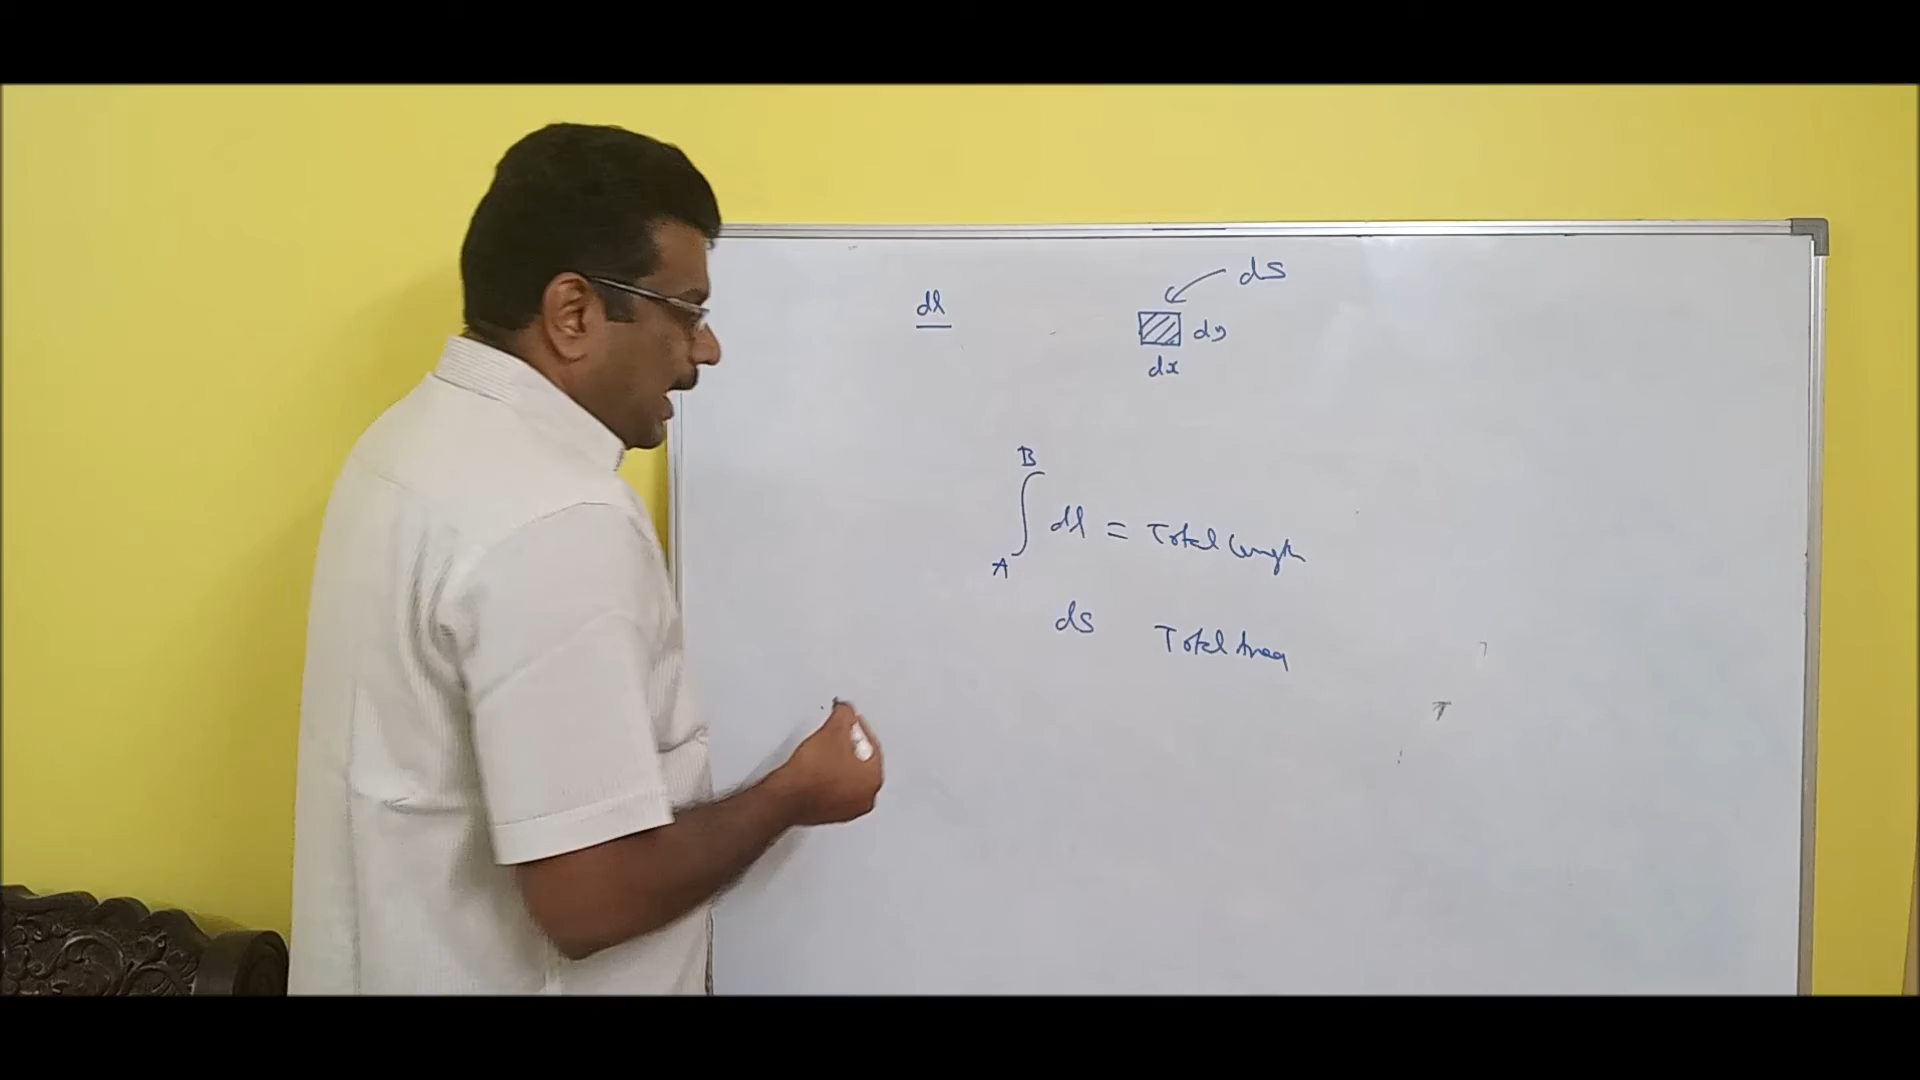 dl
dS
dy
dx
B
∫ dl = Total length
A
ds Total Area